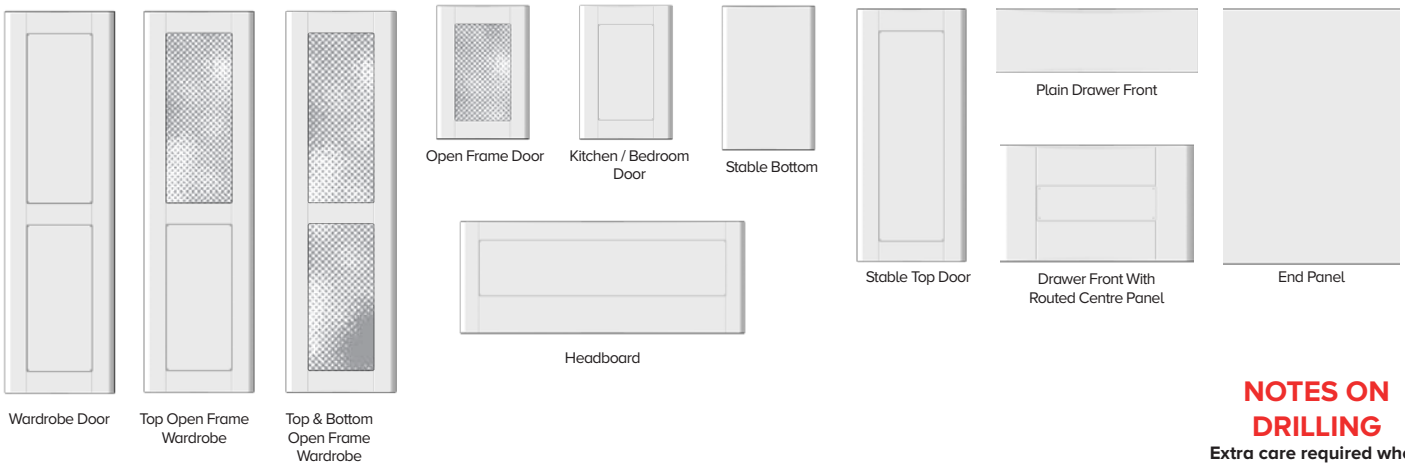 Plain Drawer Front
Open Frame Door
Kitchen / Bedroom
Door
Stable Bottom
Stable Top Door
Drawer Front With
Routed Centre Panel
End Panel
Headboard
Wardrobe Door
Top Open Frame
Wardrobe
Top & Bottom
Open Frame
Wardrobe
NOTES ON
DRILLING
Extra care required